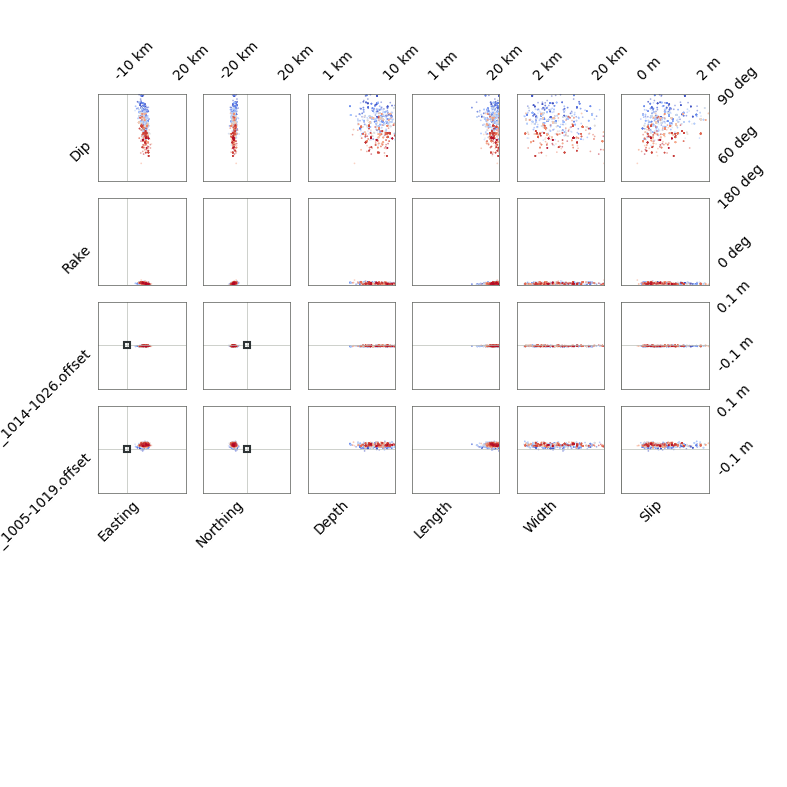 -10 km 20 km -20 km 20 km 1 km 10 km 1 km 20 km 2 km 20 km 0 m 2 m
90 deg
Dip
60 deg
180 deg
Rake
0 deg
0.1 m
_1014-1026.offset
-0.1 m
0.1 m
_1005-1019.offset
-0.1 m
Easting Northing Depth Length Width Slip